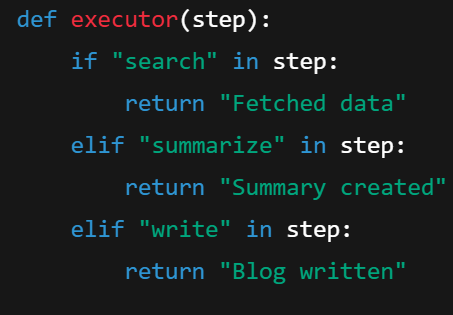 def executor(step):
    if "search" in step:
        return "Fetched data"
    elif "summarize" in step:
        return "Summary created"
    elif "write" in step:
        return "Blog written"